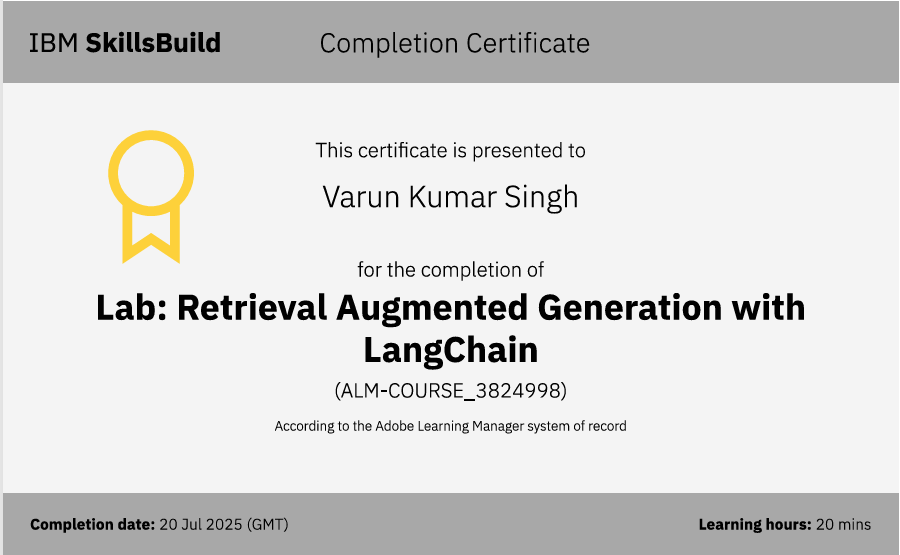 IBM SkillsBuild
Completion Certificate
This certificate is presented to
Varun Kumar Singh
for the completion of
Lab: Retrieval Augmented Generation with
LangChain
(ALM-COURSE_3824998)
According to the Adobe Learning Manager system of record
Completion date: 20 Jul 2025 (GMT)
Learning hours: 20 mins